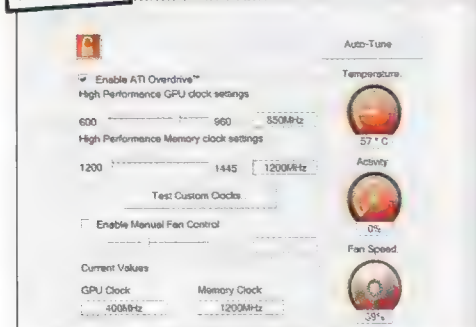 Auto-Tune
Enable ATI Overdrive™
High Performance GPU clock settings
600 960 850MHz
High Performance Memory clock settings
1200 1445 1200MHz
Test Custom Clocks
Enable Manual Fan Control
Current Values
GPU Clock Memory Clock
400MHz 1200MHz
Temperature
57 °C
Activity
0%
Fan Speed
39%